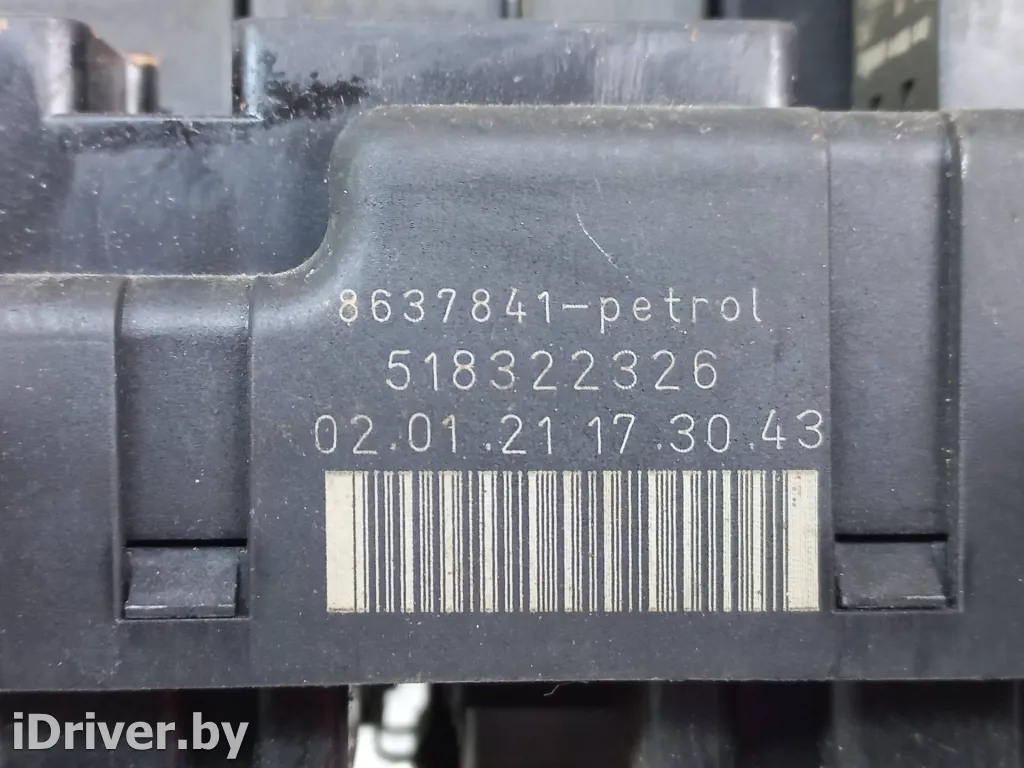 8637841-petrol
518322326
02.01.21 17.30.43
iDriver.by